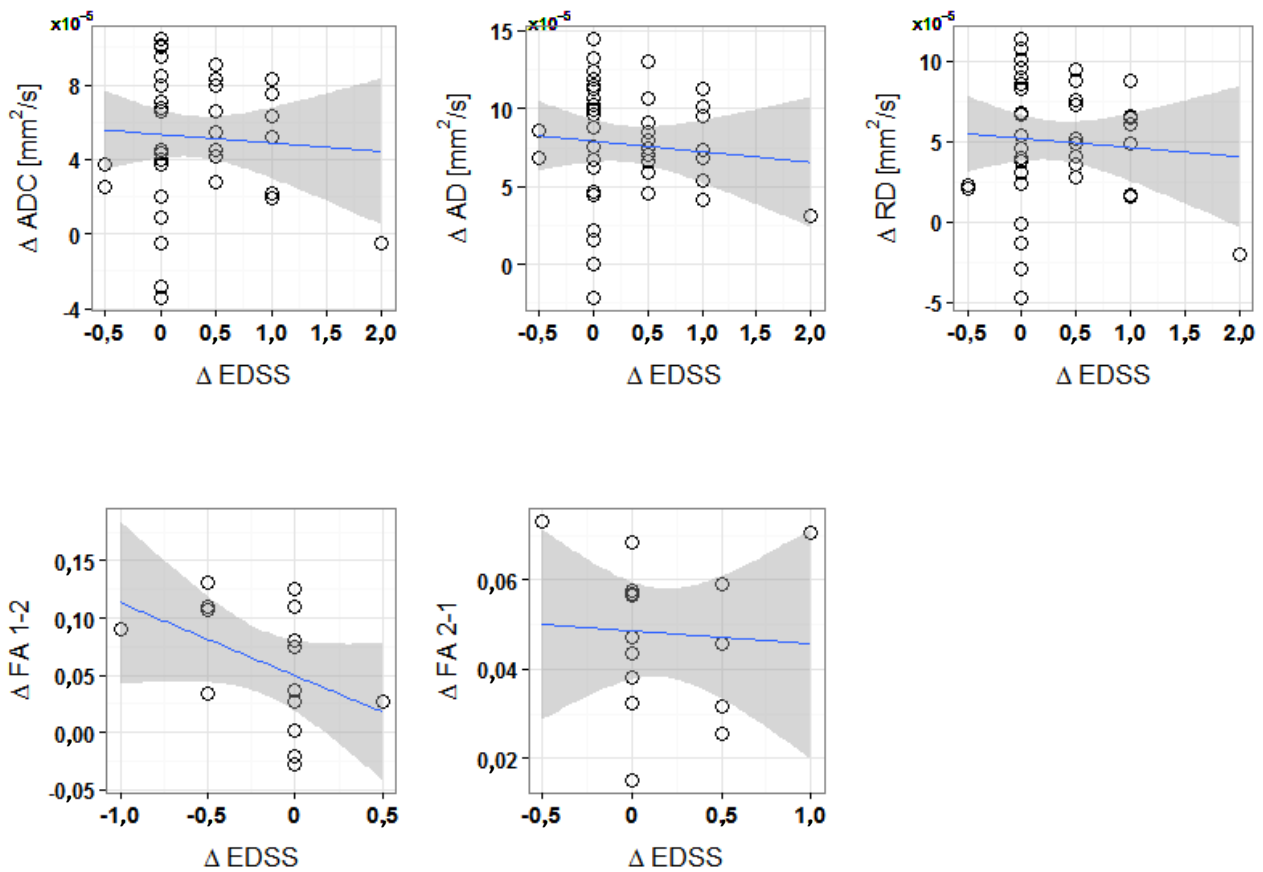 x10⁻⁵
8
4
0
-4
Δ ADC [mm²/s]
-0,5 0 0,5 1,0 1,5 2,0
Δ EDSS
x10⁻⁵
15
10
5
0
Δ AD [mm²/s]
-0,5 0 0,5 1,0 1,5 2,0
Δ EDSS
x10⁻⁵
10
5
0
-5
Δ RD [mm²/s]
-0,5 0 0,5 1,0 1,5 2,0
Δ EDSS
0,15
0,10
0,05
0,00
-0,05
Δ FA 1-2
-1,0 -0,5 0 0,5
Δ EDSS
0,06
0,04
0,02
Δ FA 2-1
-0,5 0 0,5 1,0
Δ EDSS